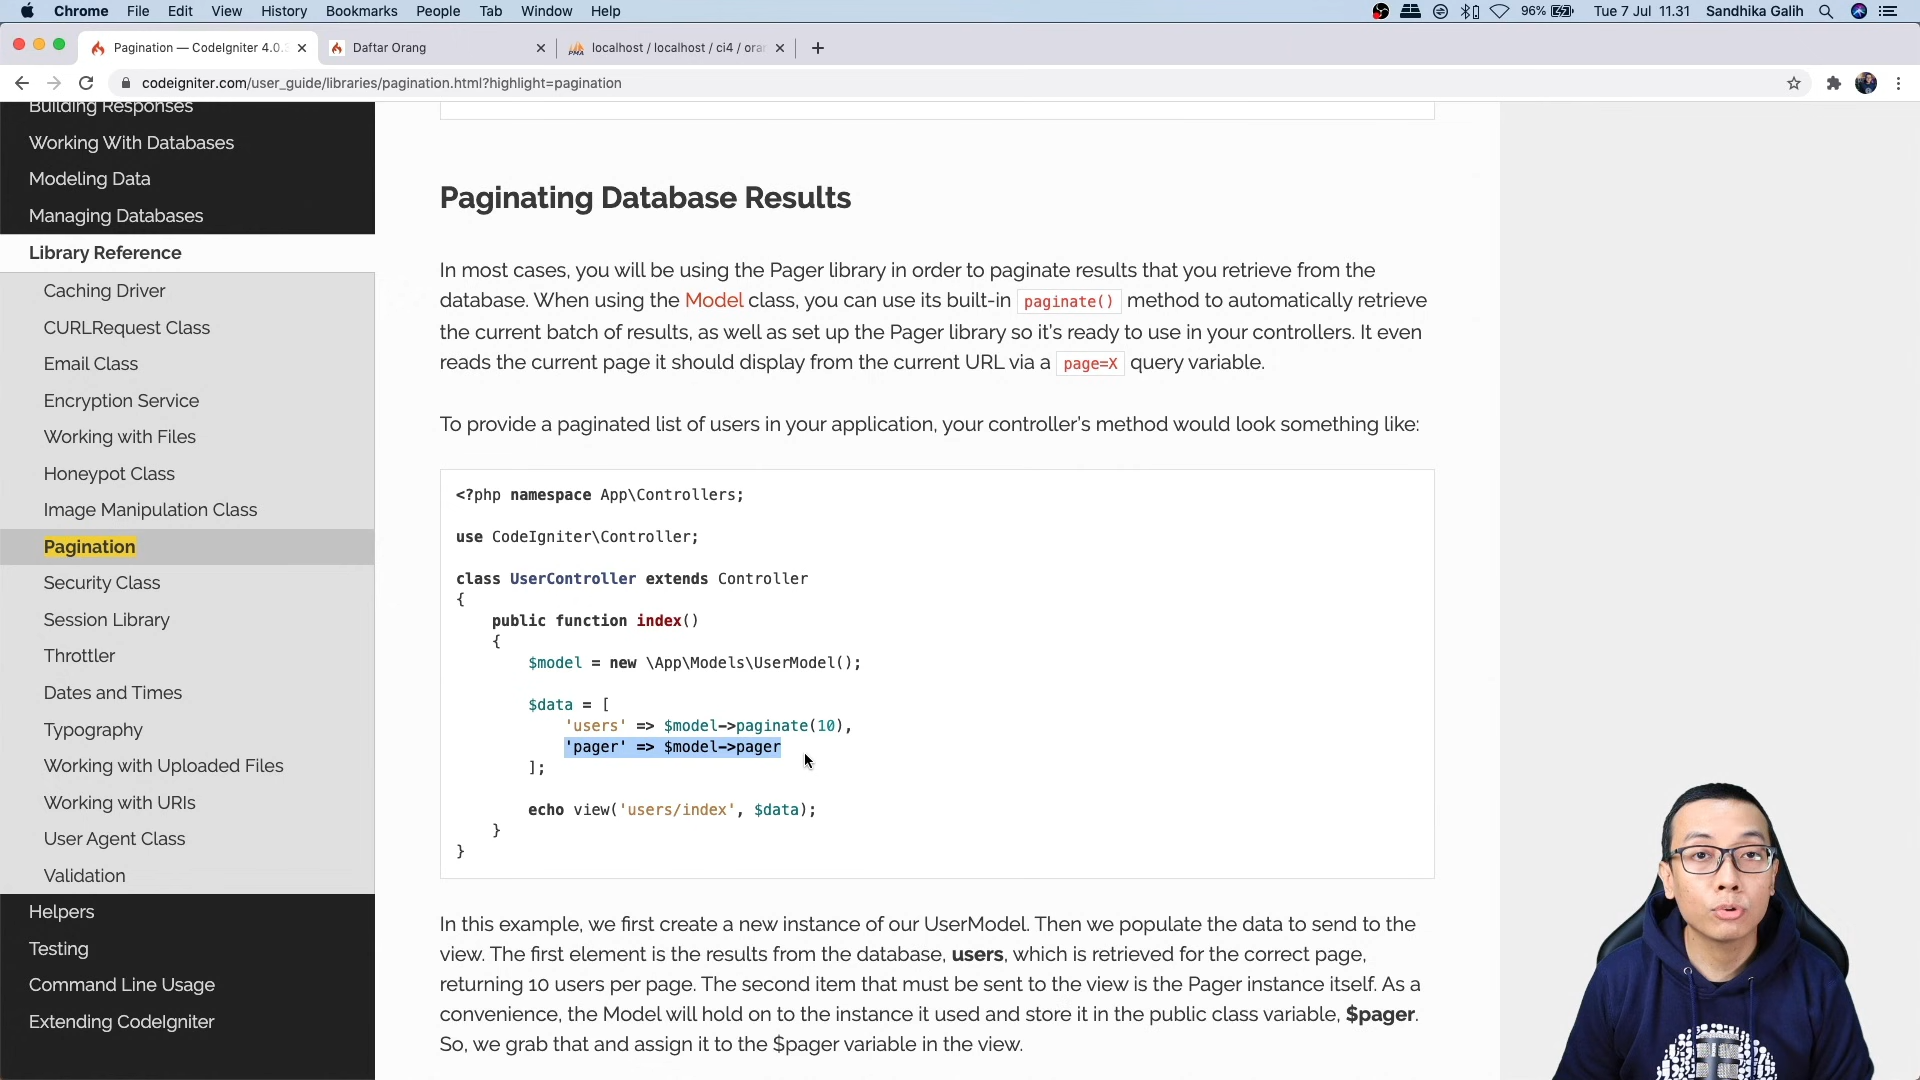 Chrome File Edit View History Bookmarks People Tab Window Help
96% Tue 7 Jul 11.31 Sandhika Galih
Pagination — CodeIgniter 4.0.3
Daftar Orang
localhost / localhost / ci4 / oran
codeigniter.com/user_guide/libraries/pagination.html?highlight=pagination
Building Responses
Working With Databases
Modeling Data
Managing Databases
Library Reference
Caching Driver
CURLRequest Class
Email Class
Encryption Service
Working with Files
Honeypot Class
Image Manipulation Class
Pagination
Security Class
Session Library
Throttler
Dates and Times
Typography
Working with Uploaded Files
Working with URIs
User Agent Class
Validation
Helpers
Testing
Command Line Usage
Extending CodeIgniter
Paginating Database Results
In most cases, you will be using the Pager library in order to paginate results that you retrieve from the
database. When using the Model class, you can use its built-in paginate() method to automatically retrieve
the current batch of results, as well as set up the Pager library so it's ready to use in your controllers. It even
reads the current page it should display from the current URL via a page=X query variable.
To provide a paginated list of users in your application, your controller's method would look something like:
<?php namespace App\Controllers;
use CodeIgniter\Controller;
class UserController extends Controller
{
public function index()
{
$model = new \App\Models\UserModel();
$data = [
'users' => $model->paginate(10),
'pager' => $model->pager
];
echo view('users/index', $data);
}
}
In this example, we first create a new instance of our UserModel. Then we populate the data to send to the
view. The first element is the results from the database, users, which is retrieved for the correct page,
returning 10 users per page. The second item that must be sent to the view is the Pager instance itself. As a
convenience, the Model will hold on to the instance it used and store it in the public class variable, $pager.
So, we grab that and assign it to the $pager variable in the view.